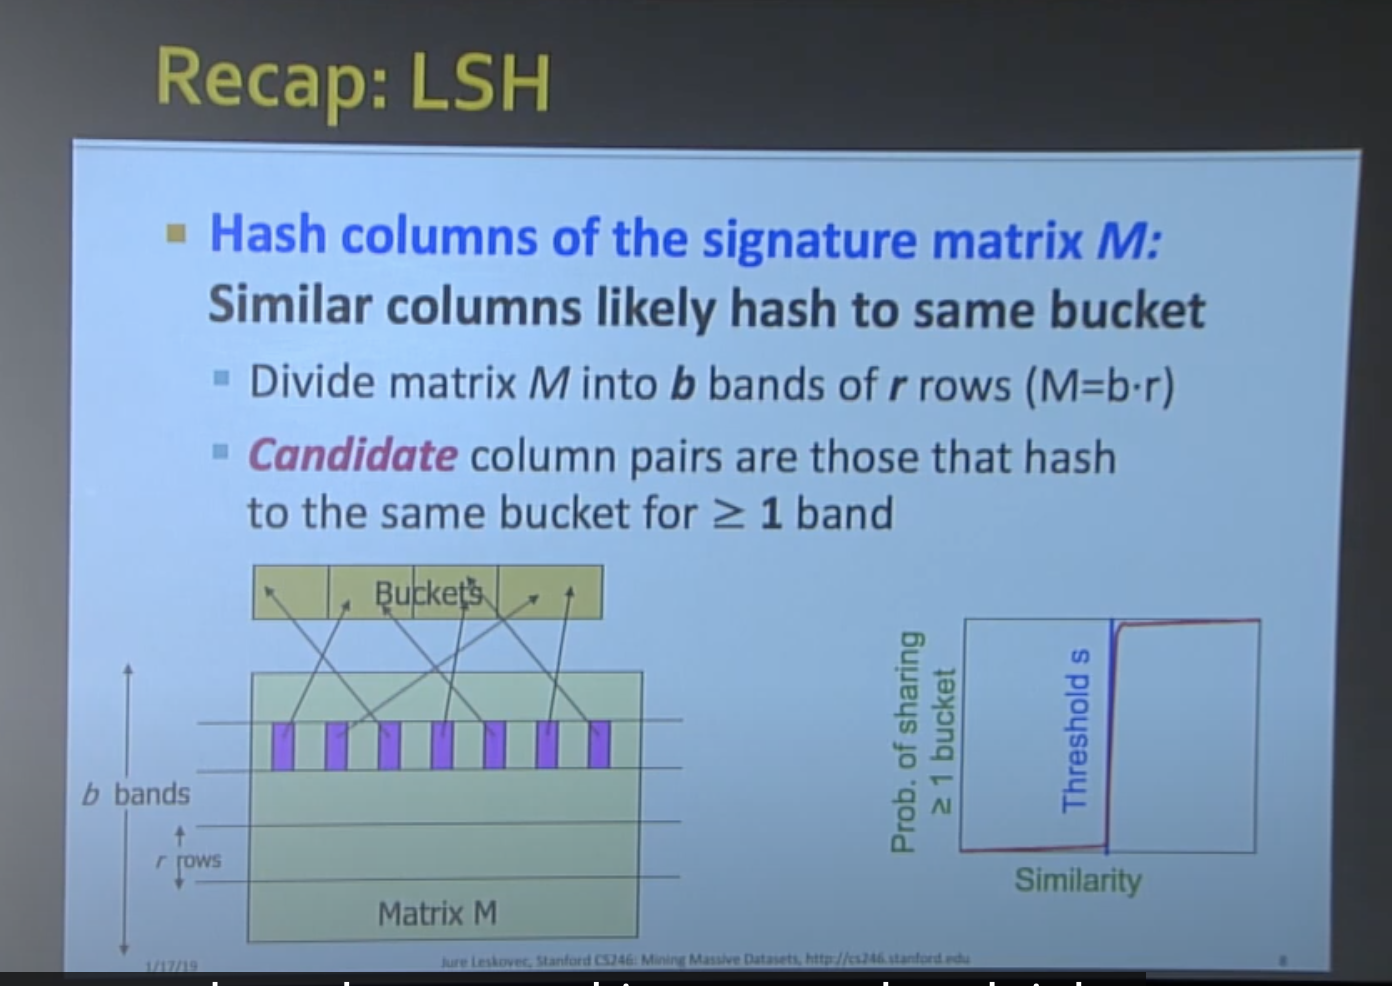 Recap: LSH
Hash columns of the signature matrix M:
Similar columns likely hash to same bucket
Divide matrix M into b bands of r rows (M=b·r)
Candidate column pairs are those that hash
to the same bucket for ≥ 1 band
Buckets
b bands
r rows
Matrix M
Prob. of sharing
≥ 1 bucket
Threshold s
Similarity
1/17/19
Jure Leskovec, Stanford CS246: Mining Massive Datasets, http://cs246.stanford.edu
8